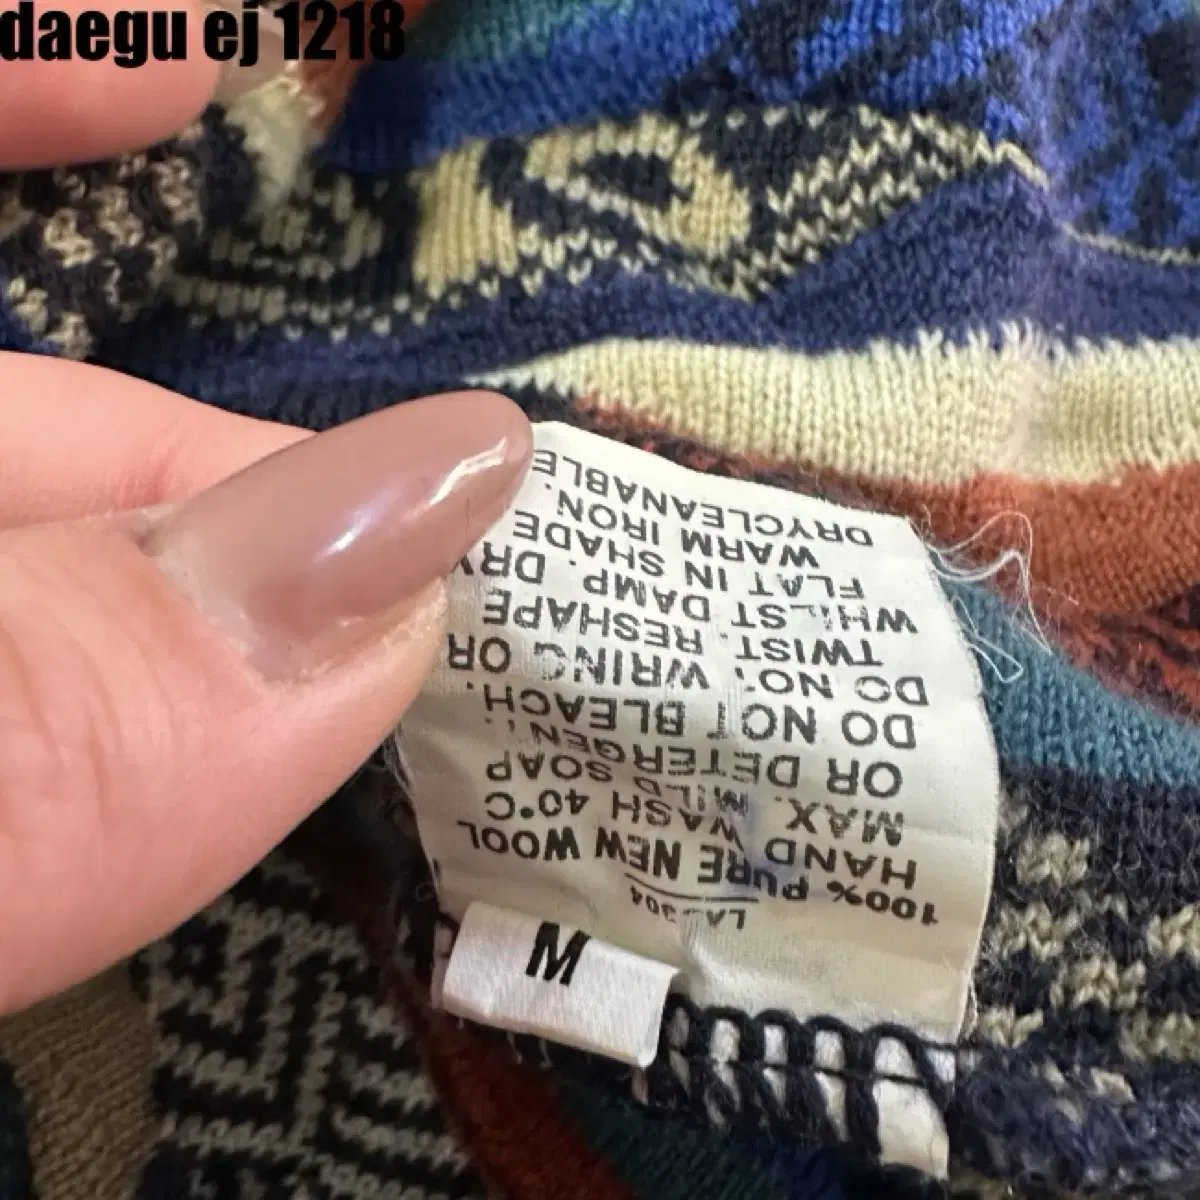 daegu ej 1218
100% PURE NEW WOOL
HAND WASH 40°C
MAX. MILD SOAP
OR DETERGENT.
DO NOT BLEACH.
DO NOT WRING OR
TWIST. RESHAPE
WHILST DAMP. DRY
FLAT IN SHADE
WARM IRON.
DRYCLEANABLE
M